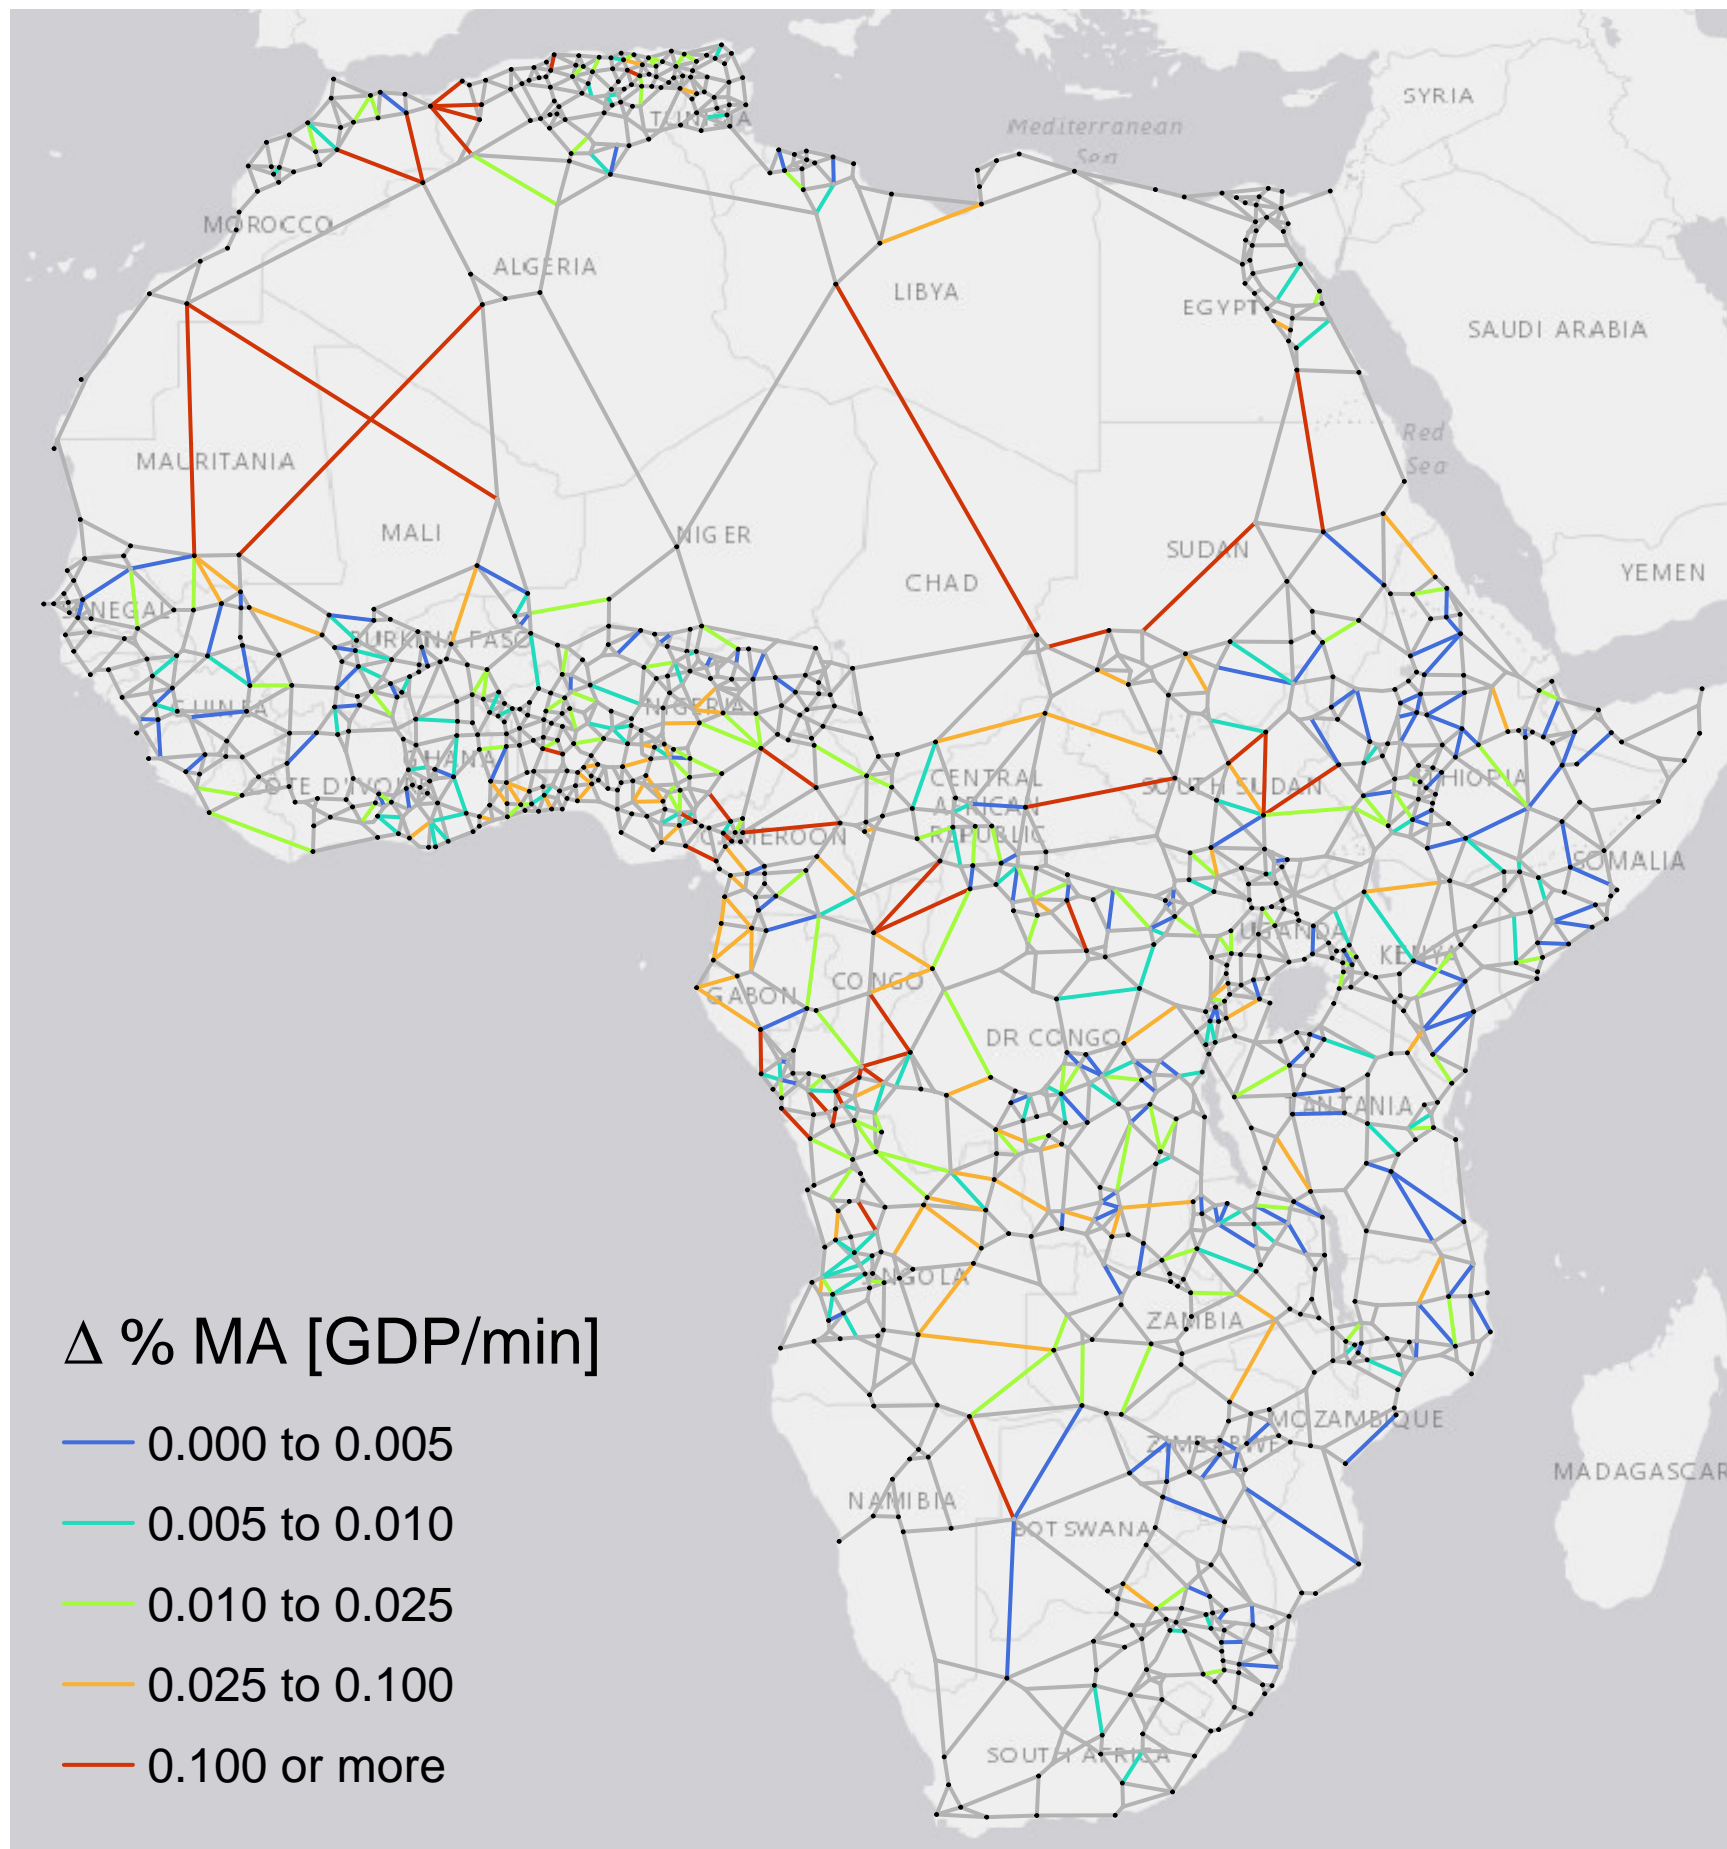 SYRIA
Mediterranean
Sea
TUNISIA
MOROCCO
ALGERIA
LIBYA
EGYPT
SAUDI ARABIA
Red
Sea
MAURITANIA
MALI
NIGER
SUDAN
CHAD
YEMEN
SENEGAL
BURKINA FASO
GUINEA
NIGERIA
GHANA
CÔTE D'IVOIRE
CENTRAL
AFRICAN
REPUBLIC
SOUTH SUDAN
ETHIOPIA
CAMEROON
SOMALIA
UGANDA
KENYA
GABON
CONGO
DR CONGO
TANZANIA
ANGOLA
ZAMBIA
MOZAMBIQUE
ZIMBABWE
NAMIBIA
BOTSWANA
MADAGASCAR
SOUTH AFRICA
Δ % MA [GDP/min]
0.000 to 0.005
0.005 to 0.010
0.010 to 0.025
0.025 to 0.100
0.100 or more